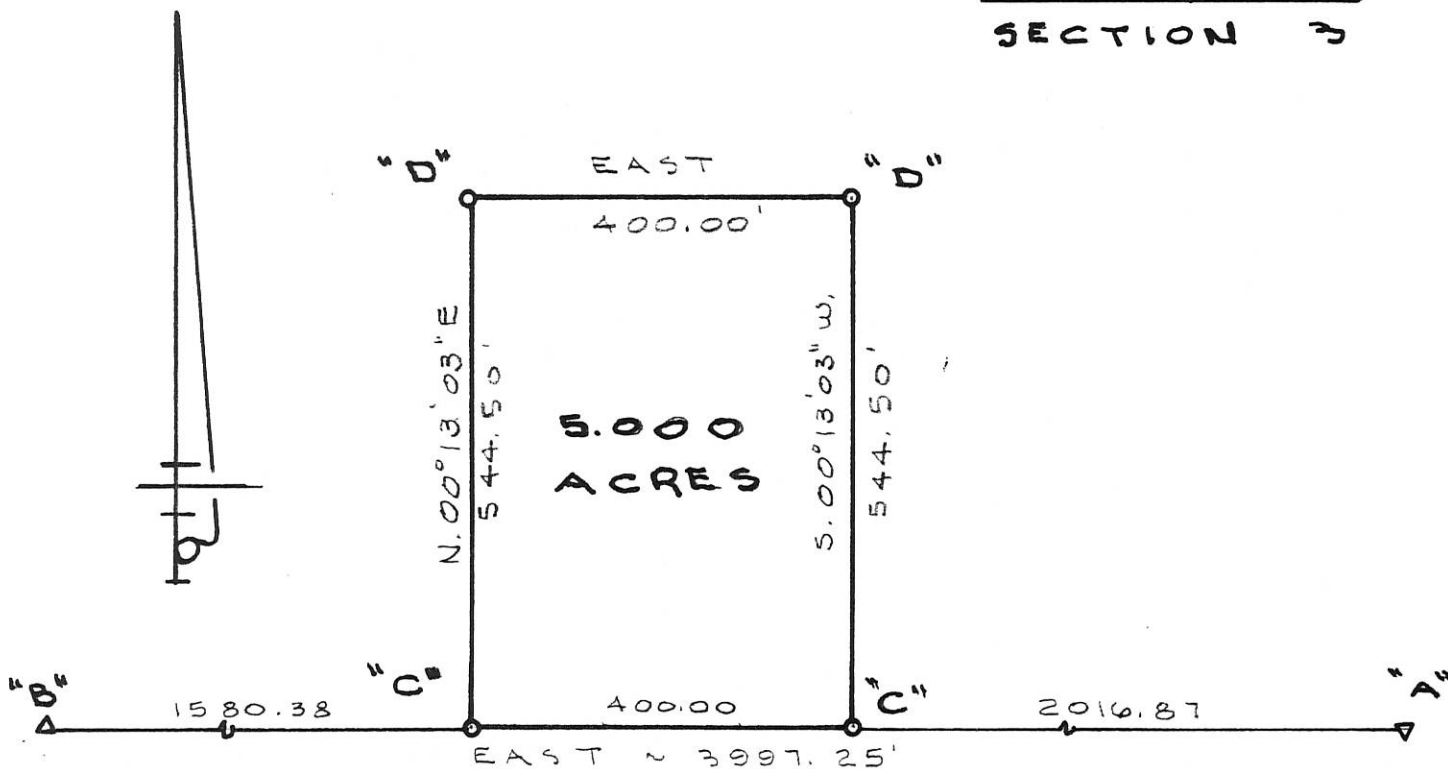 SECTION 3
"D" EAST "D"
400.00'
N. 00° 13' 03" E
544.50'
5.000
ACRES
S. 00° 13' 03" W.
544.50'
"B" 1580.38 "C" 400.00 "C" 2016.87 "A"
EAST ~ 3997.25'